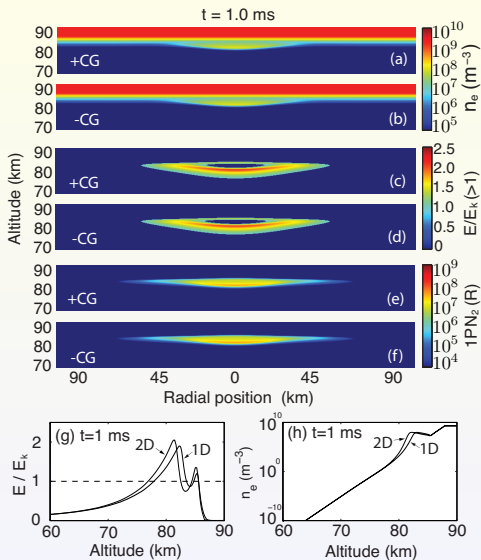 t = 1.0 ms
90
80
70
+CG
(a)
90
80
70
-CG
(b)
10^10
10^9
10^8
10^7
10^6
10^5
n_e (m^-3)
90
80
70
+CG
(c)
90
80
70
-CG
(d)
2.5
2.0
1.5
1.0
0.5
0
E/E_k (>1)
Altitude (km)
90
80
70
+CG
(e)
90
80
70
-CG
(f)
10^9
10^8
10^7
10^6
10^5
10^4
1PN_2 (R)
90 45 0 45 90
Radial position (km)
(g) t=1 ms
2D
1D
2
1
0
E / E_k
60 70 80 90
Altitude (km)
(h) t=1 ms
2D
1D
10^10
10^0
10^-10
n_e (m^-3)
60 70 80 90
Altitude (km)